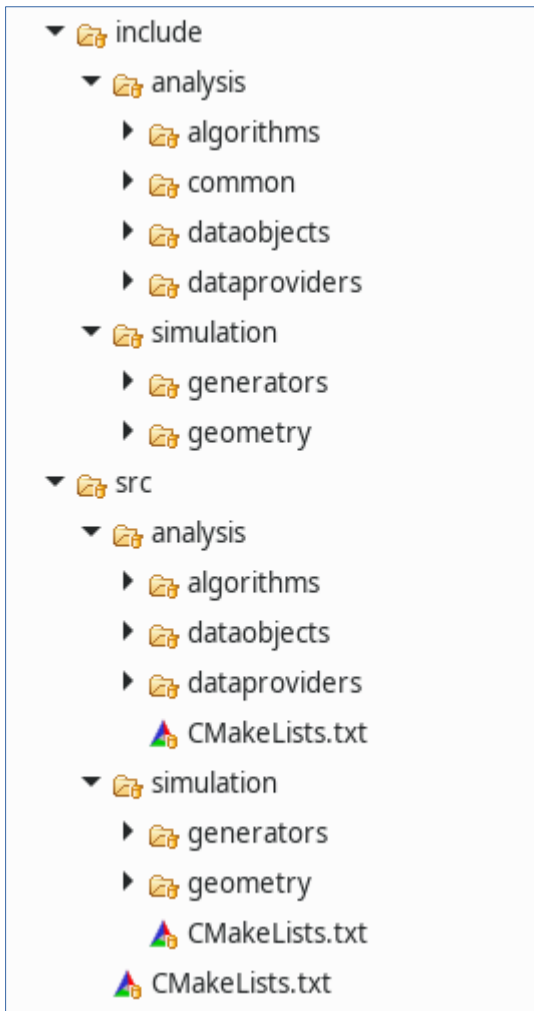 include
analysis
algorithms
common
dataobjects
dataproviders
simulation
generators
geometry
src
analysis
algorithms
dataobjects
dataproviders
CMakeLists.txt
simulation
generators
geometry
CMakeLists.txt
CMakeLists.txt